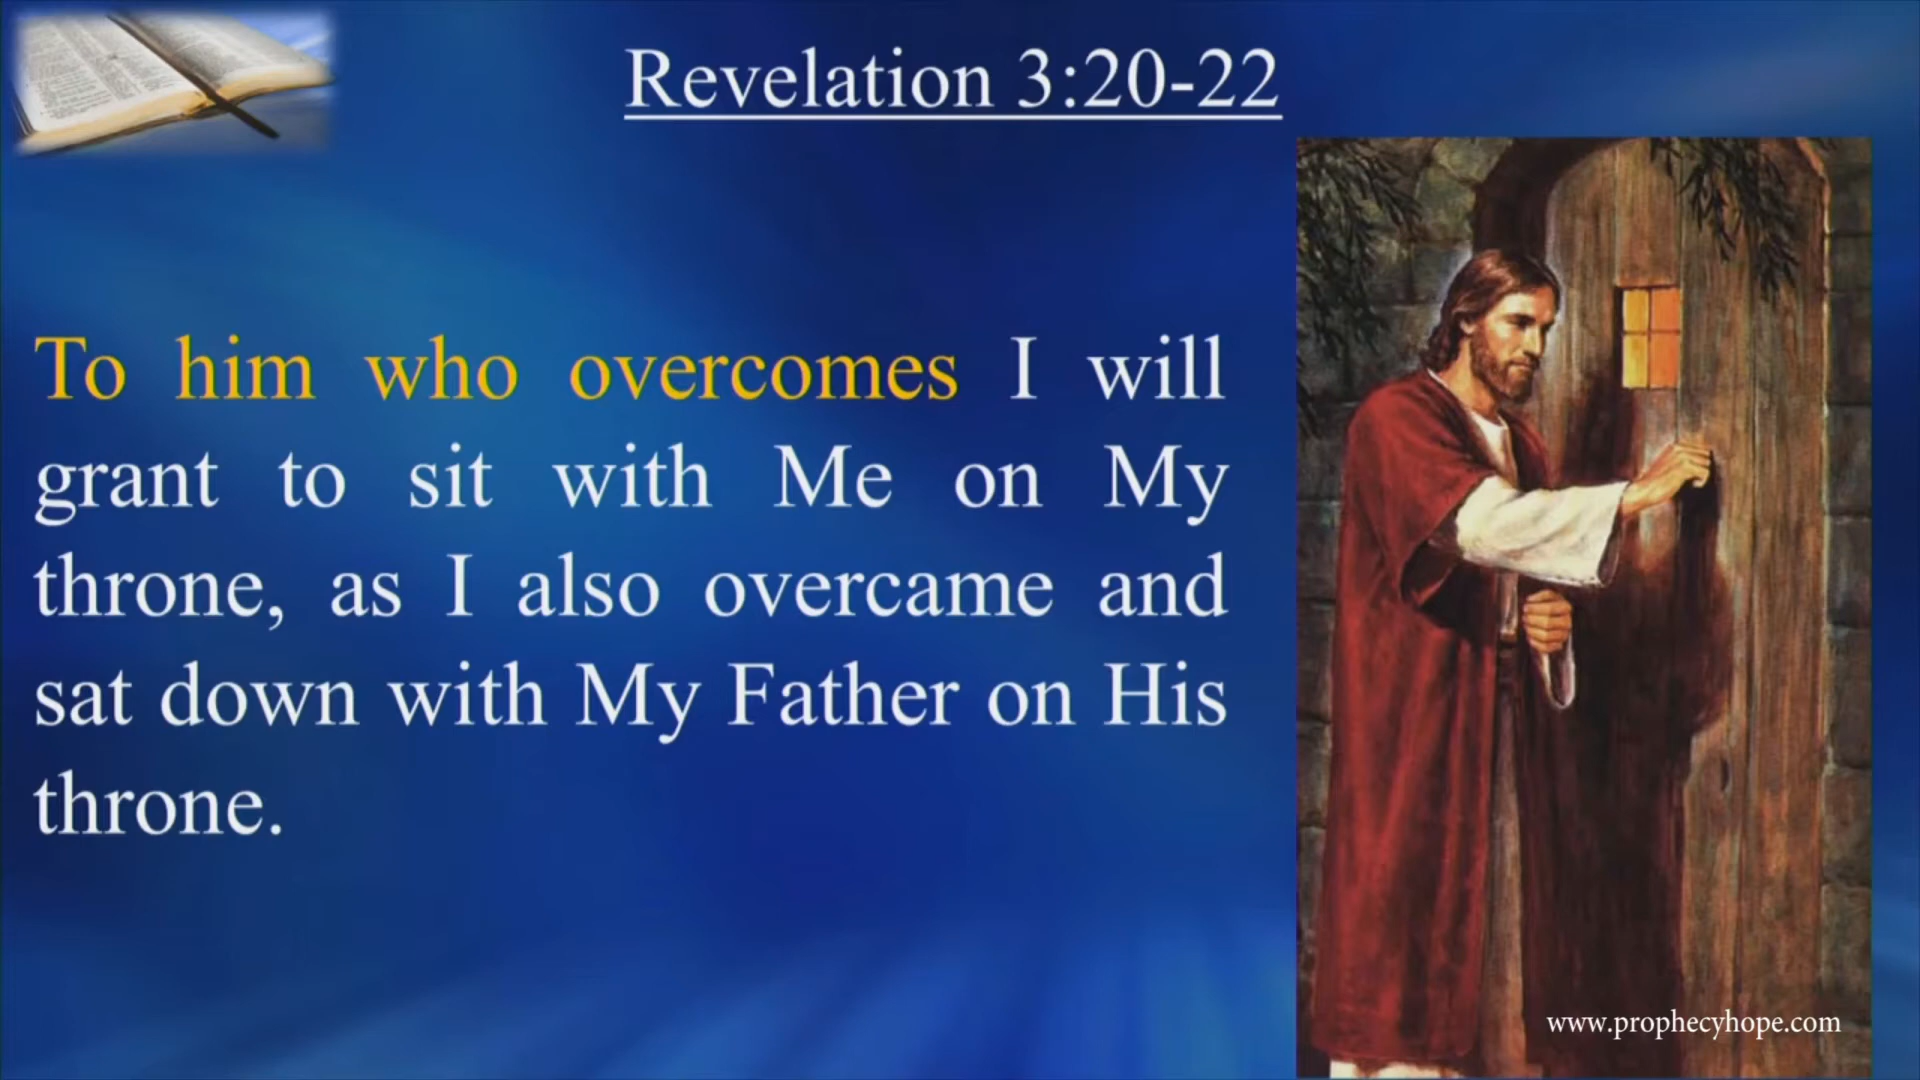 Revelation 3:20-22
To him who overcomes I will
grant to sit with Me on My
throne, as I also overcame and
sat down with My Father on His
throne.
www.prophecyhope.com